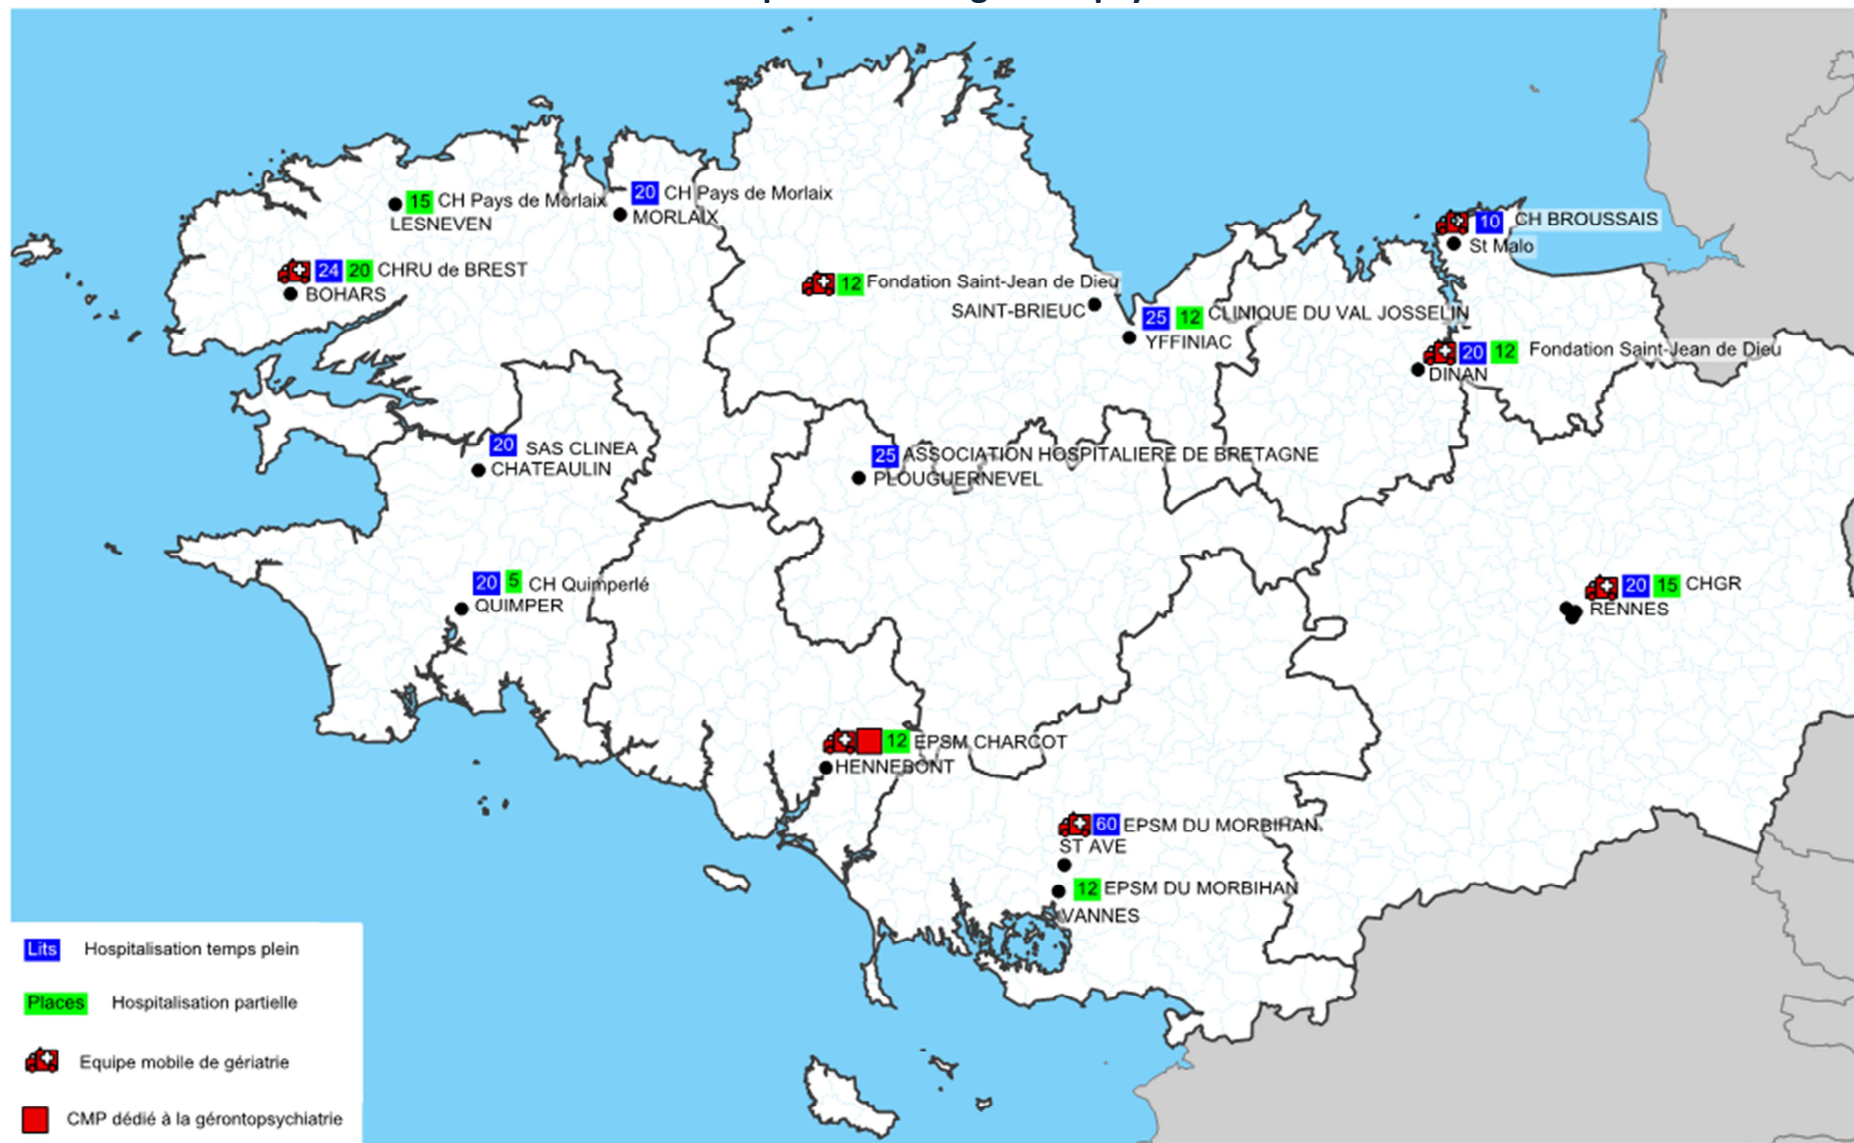 15 CH Pays de Morlaix
LESNEVEN
20 CH Pays de Morlaix
MORLAIX
24 20 CHRU de BREST
BOHARS
12 Fondation Saint-Jean de Dieu
SAINT-BRIEUC
25 12 CLINIQUE DU VAL JOSSELIN
YFFINIAC
10 CH BROUSSAIS
St Malo
20 12 Fondation Saint-Jean de Dieu
DINAN
20 SAS CLINEA
CHATEAULIN
25 ASSOCIATION HOSPITALIERE DE BRETAGNE
PLOUGUERNEVEL
20 5 CH Quimperlé
QUIMPER
20 15 CHGR
RENNES
12 EPSM CHARCOT
HENNEBONT
60 EPSM DU MORBIHAN
ST AVE
12 EPSM DU MORBIHAN
VANNES
Lits Hospitalisation temps plein
Places Hospitalisation partielle
Equipe mobile de gériatrie
CMP dédié à la gérontopsychiatrie